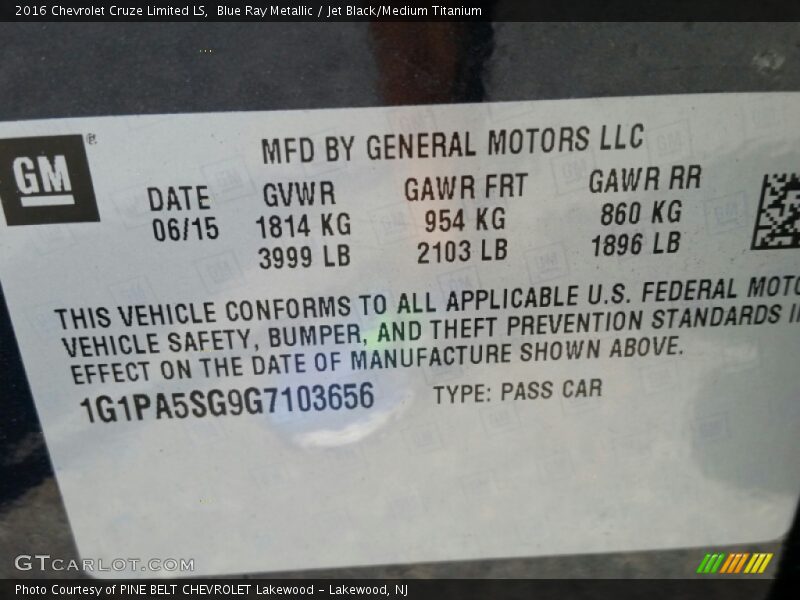 2016 Chevrolet Cruze Limited LS,  Blue Ray Metallic / Jet Black/Medium Titanium
GM ®
MFD BY GENERAL MOTORS LLC
DATE GVWR GAWR FRT GAWR RR
06/15 1814 KG 954 KG 860 KG
3999 LB 2103 LB 1896 LB
THIS VEHICLE CONFORMS TO ALL APPLICABLE U.S. FEDERAL MOTO
VEHICLE SAFETY, BUMPER, AND THEFT PREVENTION STANDARDS I
EFFECT ON THE DATE OF MANUFACTURE SHOWN ABOVE.
1G1PA5SG9G7103656 TYPE: PASS CAR
GTCARLOT.COM
Photo Courtesy of PINE BELT CHEVROLET Lakewood - Lakewood, NJ